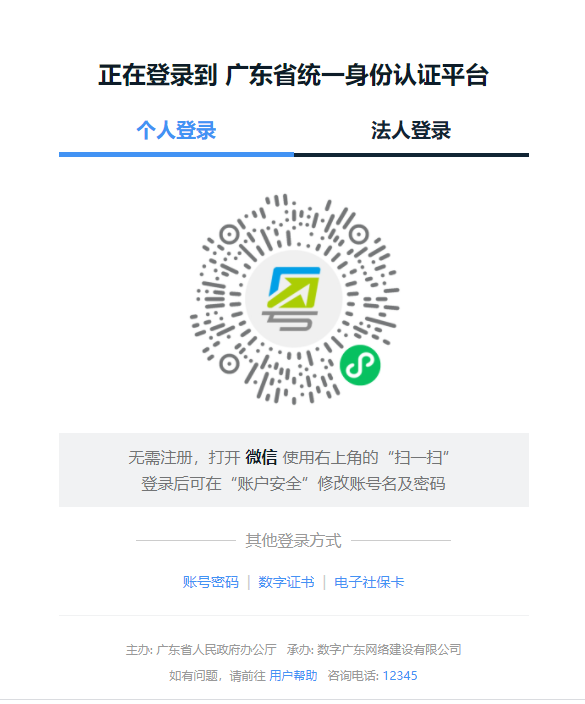 正在登录到 广东省统一身份认证平台
个人登录 法人登录
无需注册，打开 微信 使用右上角的“扫一扫”
登录后可在“账户安全”修改账号名及密码
其他登录方式
账号密码 | 数字证书 | 电子社保卡
主办: 广东省人民政府办公厅 承办: 数字广东网络建设有限公司
如有问题，请前往 用户帮助 咨询电话: 12345